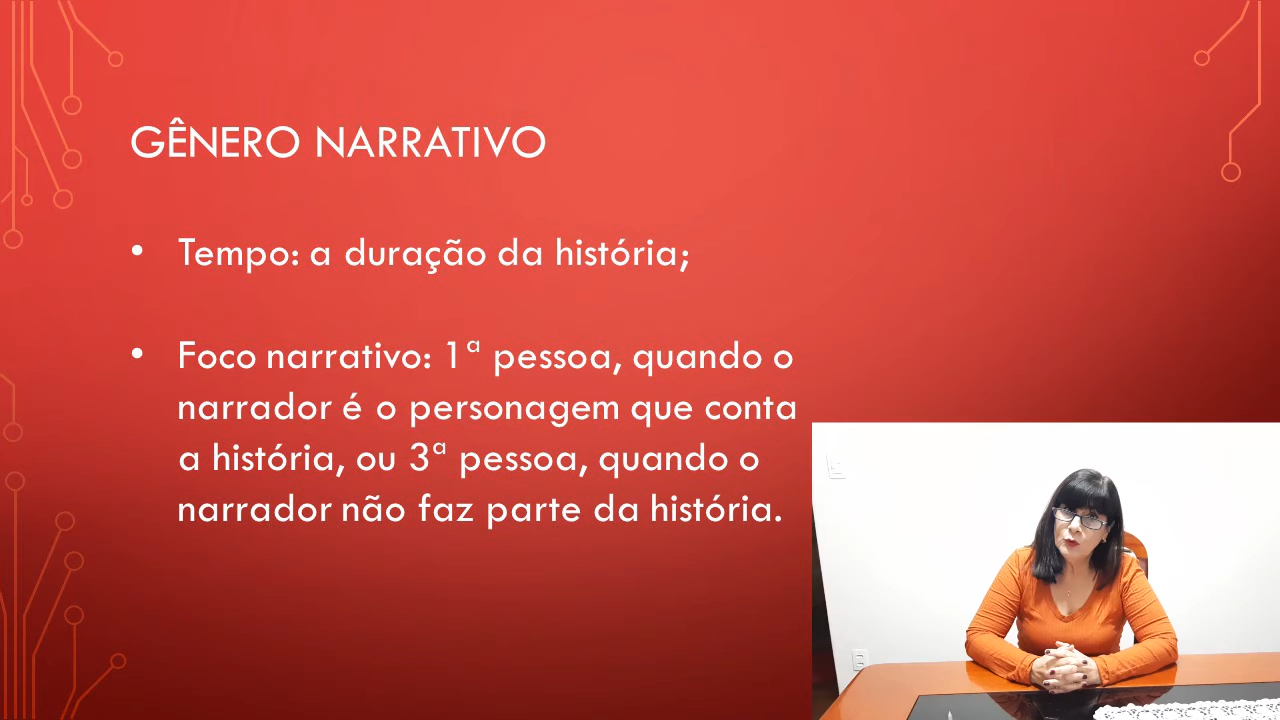 GÊNERO NARRATIVO
• Tempo: a duração da história;
• Foco narrativo: 1ª pessoa, quando o
narrador é o personagem que conta
a história, ou 3ª pessoa, quando o
narrador não faz parte da história.